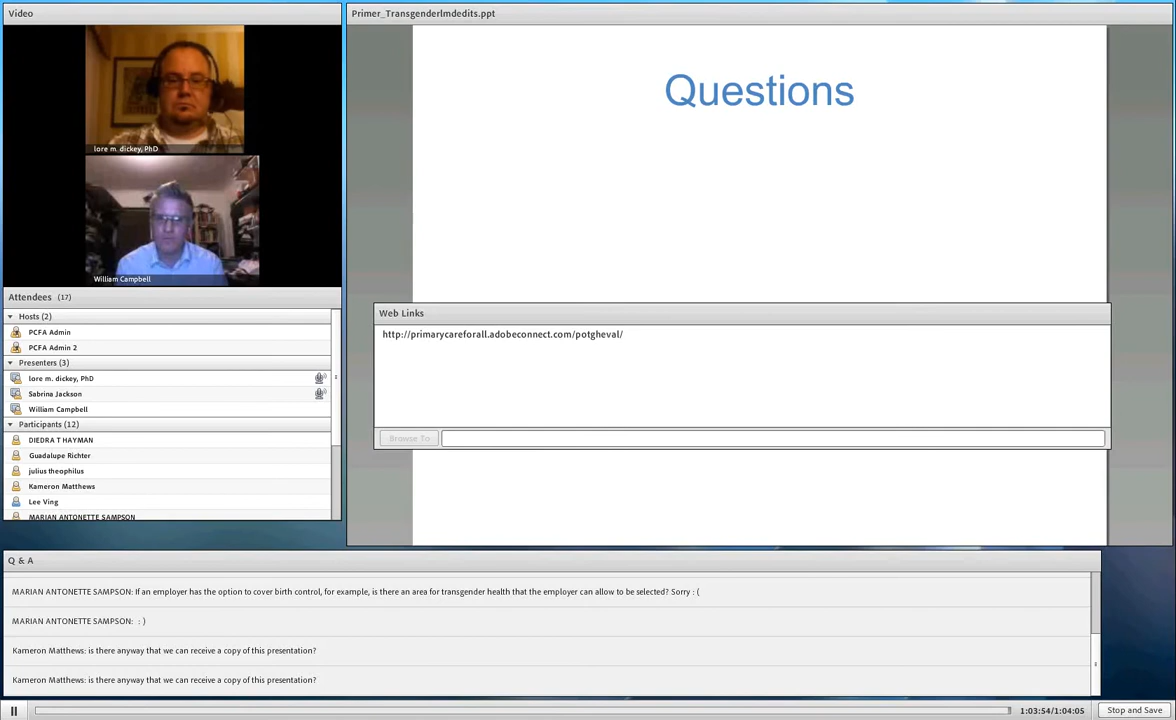 Video
lore m. dickey, PhD
William Campbell
Attendees (17)
Hosts (2)
PCFA Admin
PCFA Admin 2
Presenters (3)
lore m. dickey, PhD
Sabrina Jackson
William Campbell
Participants (12)
DIEDRA T HAYMAN
Guadalupe Richter
julius theophilus
Kameron Matthews
Lee Ving
MARIAN ANTONETTE SAMPSON
Primer_Transgenderlmdedits.ppt
Questions
Web Links
http://primarycareforall.adobeconnect.com/potgheval/
Browse To
Q & A
MARIAN ANTONETTE SAMPSON: If an employer has the option to cover birth control, for example, is there an area for transgender health that the employer can allow to be selected? Sorry : (
MARIAN ANTONETTE SAMPSON: : )
Kameron Matthews: is there anyway that we can receive a copy of this presentation?
Kameron Matthews: is there anyway that we can receive a copy of this presentation?
1:03:54/1:04:05
Stop and Save